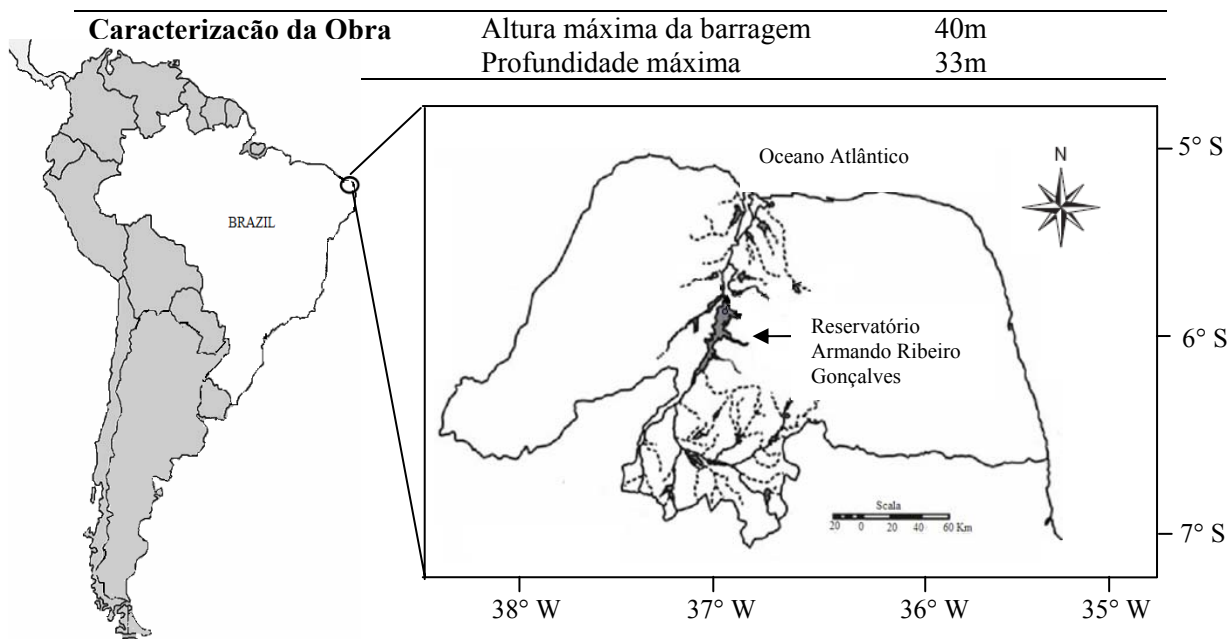 Caracterizacão da Obra Altura máxima da barragem 40m
Profundidade máxima 33m
BRAZIL
Oceano Atlântico
N
Reservatório
Armando Ribeiro
Gonçalves
Scala
20 0 20 40 60 Km
5° S
6° S
7° S
38° W 37° W 36° W 35° W